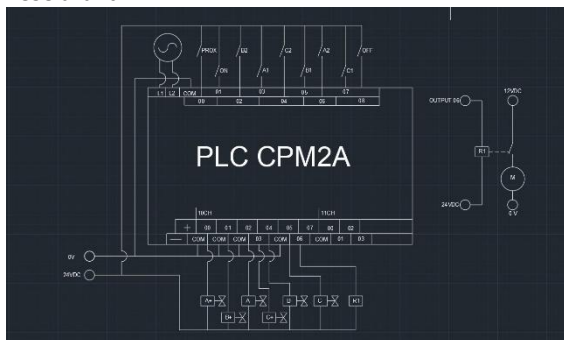 PROX B2 C2 A2 OFF
ON A1 B1 C1
L1 L2 COM 01 03 05 07
00 02 04 06 08
OUTPUT 06
12VDC
R1
M
24VDC
0 V
PLC CPM2A
10CH 11CH
+ 00 01 02 04 05 07 00 02
— COM COM COM 03 COM 06 COM 01 03
0V
24VDC
A+ A D C R1
B+ C+